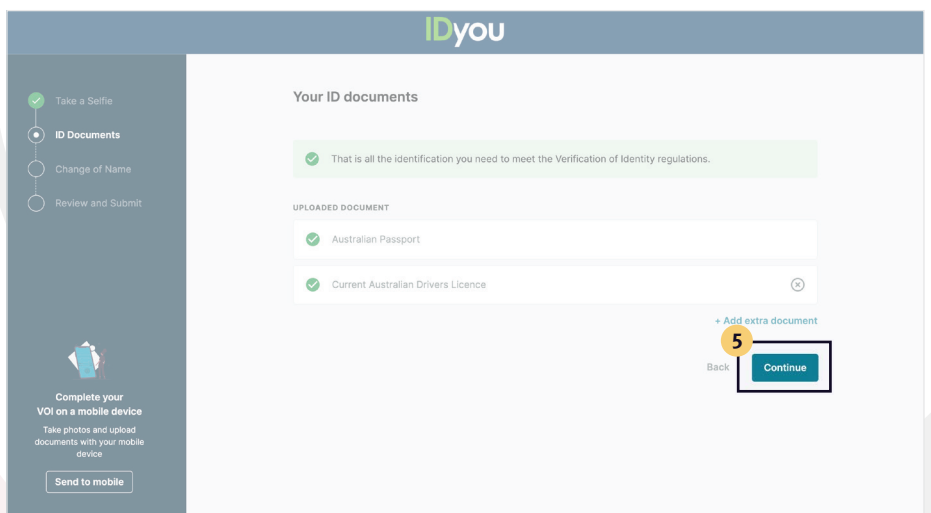 IDyou
Take a Selfie
ID Documents
Change of Name
Review and Submit
Complete your
VOI on a mobile device
Take photos and upload
documents with your mobile
device
Send to mobile
Your ID documents
That is all the identification you need to meet the Verification of Identity regulations.
UPLOADED DOCUMENT
Australian Passport
Current Australian Drivers Licence
+ Add extra document
5
Back
Continue